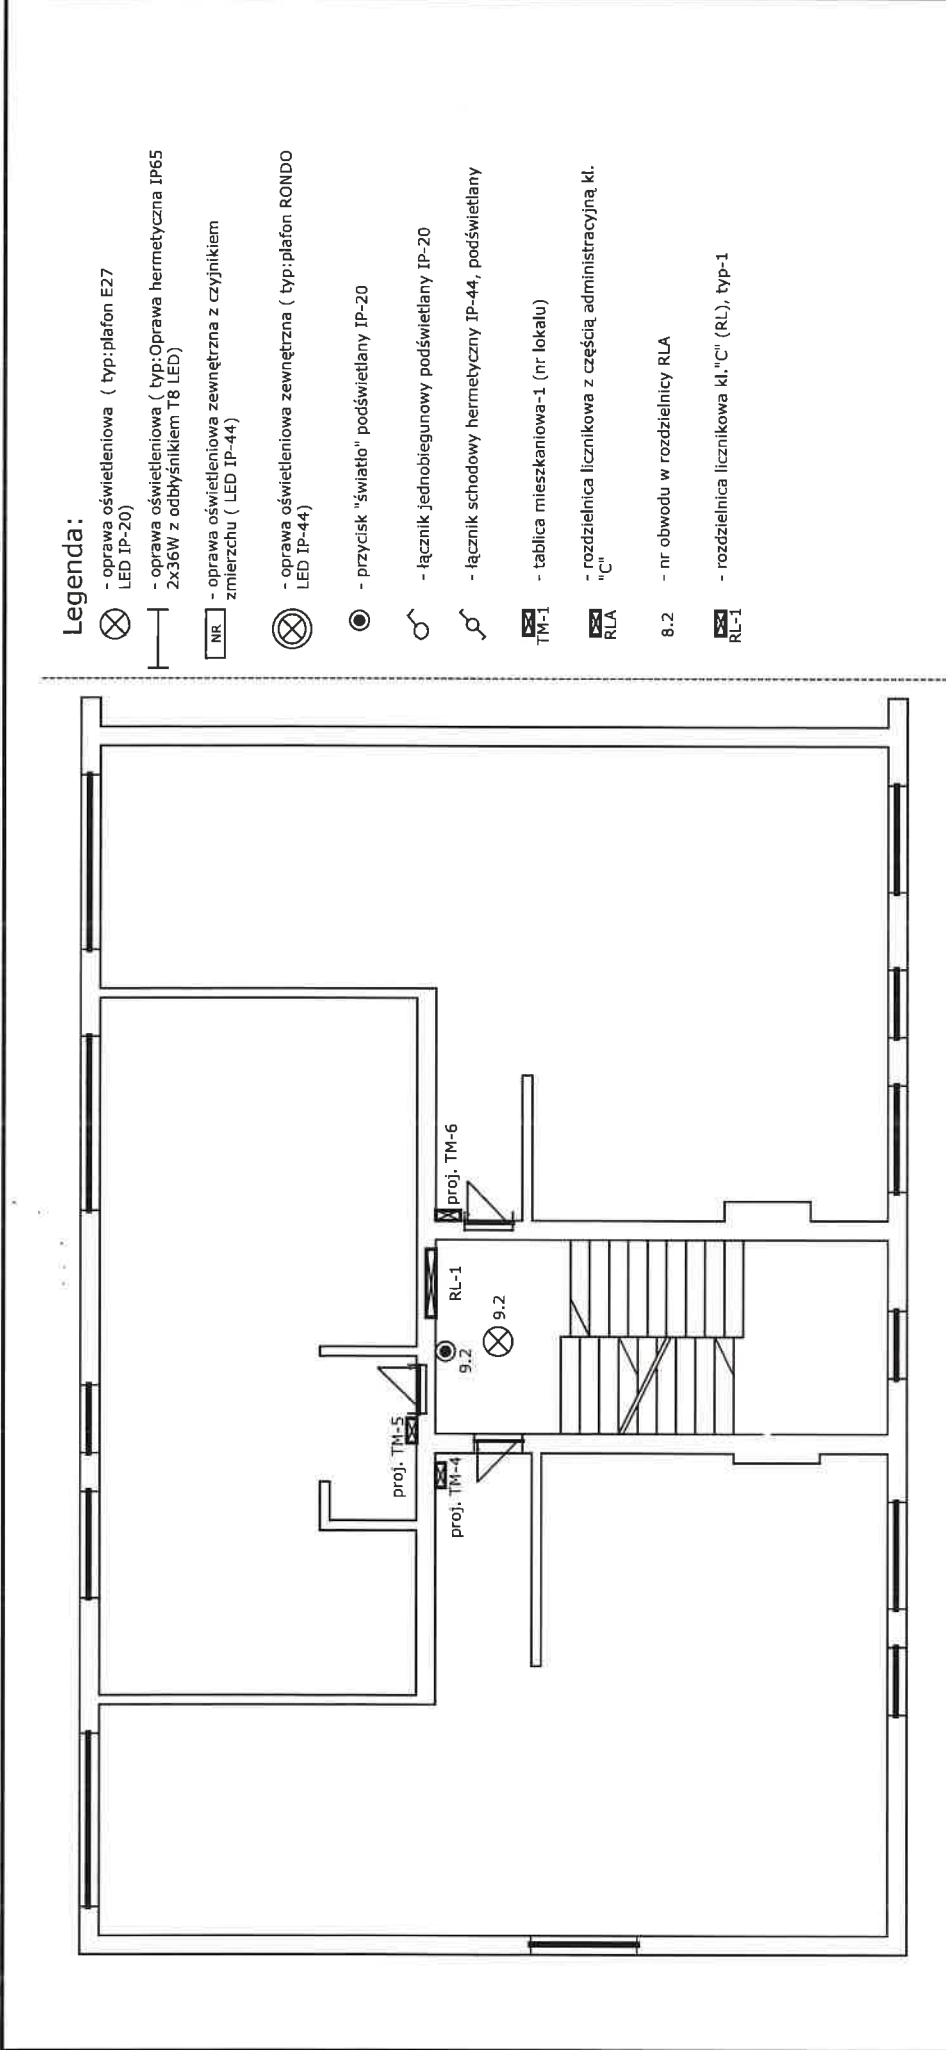 Legenda:
- oprawa oświetleniowa ( typ:plafon E27
LED IP-20)
- oprawa oświetleniowa ( typ:Oprawa hermetyczna IP65
2x36W z odbłyśnikiem T8 LED)
NR
- oprawa oświetleniowa zewnętrzna z czyjnikiem
zmierzchu ( LED IP-44)
- oprawa oświetleniowa zewnętrzna ( typ:plafon RONDO
LED IP-44)
- przycisk "światło" podświetlany IP-20
- łącznik jednobiegunowy podświetlany IP-20
- łącznik schodowy hermetyczny IP-44, podświetlany
TM-1
- tablica mieszkaniowa-1 (nr lokalu)
RLA
- rozdzielnica licznikowa z częścią administracyjną kl.
"C"
8.2
- nr obwodu w rozdzielnicy RLA
RL-1
- rozdzielnica licznikowa kl."C" (RL), typ-1
proj. TM-5
proj. TM-4
9.2
9.2
RL-1
proj. TM-6